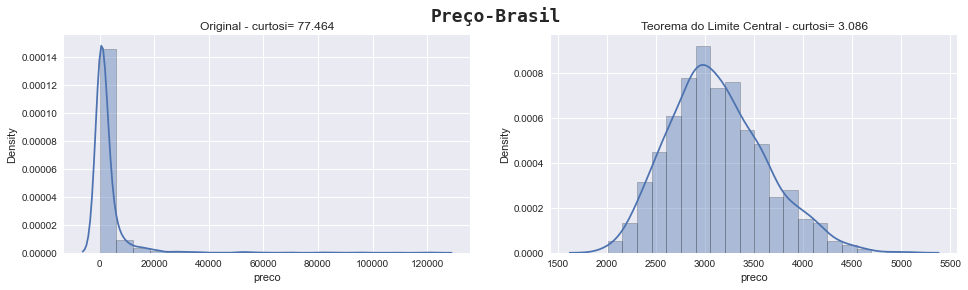 Preço-Brasil
Original - curtosi= 77.464
0.00014
0.00012
0.00010
0.00008
0.00006
0.00004
0.00002
0.00000
Density
0 20000 40000 60000 80000 100000 120000
preco
Teorema do Limite Central - curtosi= 3.086
0.0008
0.0006
0.0004
0.0002
0.0000
Density
1500 2000 2500 3000 3500 4000 4500 5000 5500
preco